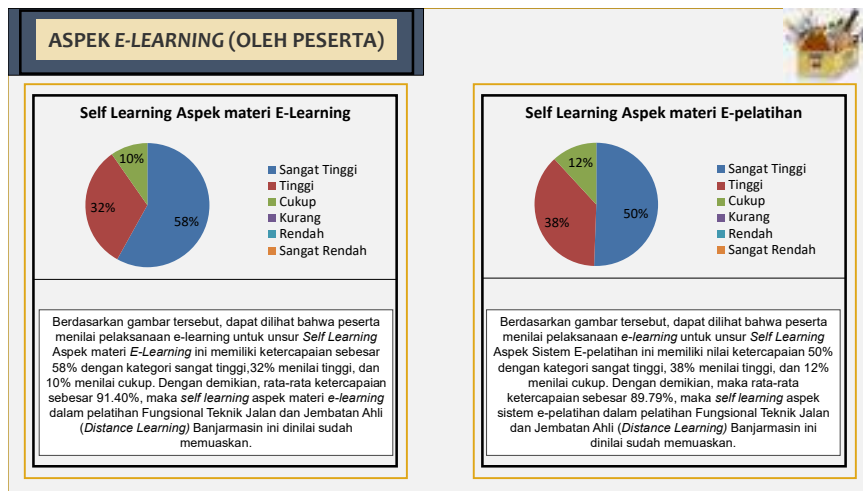 ASPEK E-LEARNING (OLEH PESERTA)
Self Learning Aspek materi E-Learning
10%
32%
58%
Sangat Tinggi
Tinggi
Cukup
Kurang
Rendah
Sangat Rendah
Berdasarkan gambar tersebut, dapat dilihat bahwa peserta
menilai pelaksanaan e-learning untuk unsur Self Learning
Aspek materi E-Learning ini memiliki ketercapaian sebesar
58% dengan kategori sangat tinggi,32% menilai tinggi, dan
10% menilai cukup. Dengan demikian, rata-rata ketercapaian
sebesar 91.40%, maka self learning aspek materi e-learning
dalam pelatihan Fungsional Teknik Jalan dan Jembatan Ahli
(Distance Learning) Banjarmasin ini dinilai sudah
memuaskan.
Self Learning Aspek materi E-pelatihan
12%
38%
50%
Sangat Tinggi
Tinggi
Cukup
Kurang
Rendah
Sangat Rendah
Berdasarkan gambar tersebut, dapat dilihat bahwa peserta
menilai pelaksanaan e-learning untuk unsur Self Learning
Aspek Sistem E-pelatihan ini memiliki nilai ketercapaian 50%
dengan kategori sangat tinggi, 38% menilai tinggi, dan 12%
menilai cukup. Dengan demikian, maka rata-rata
ketercapaian sebesar 89.79%, maka self learning aspek
sistem e-pelatihan dalam pelatihan Fungsional Teknik Jalan
dan Jembatan Ahli (Distance Learning) Banjarmasin ini
dinilai sudah memuaskan.